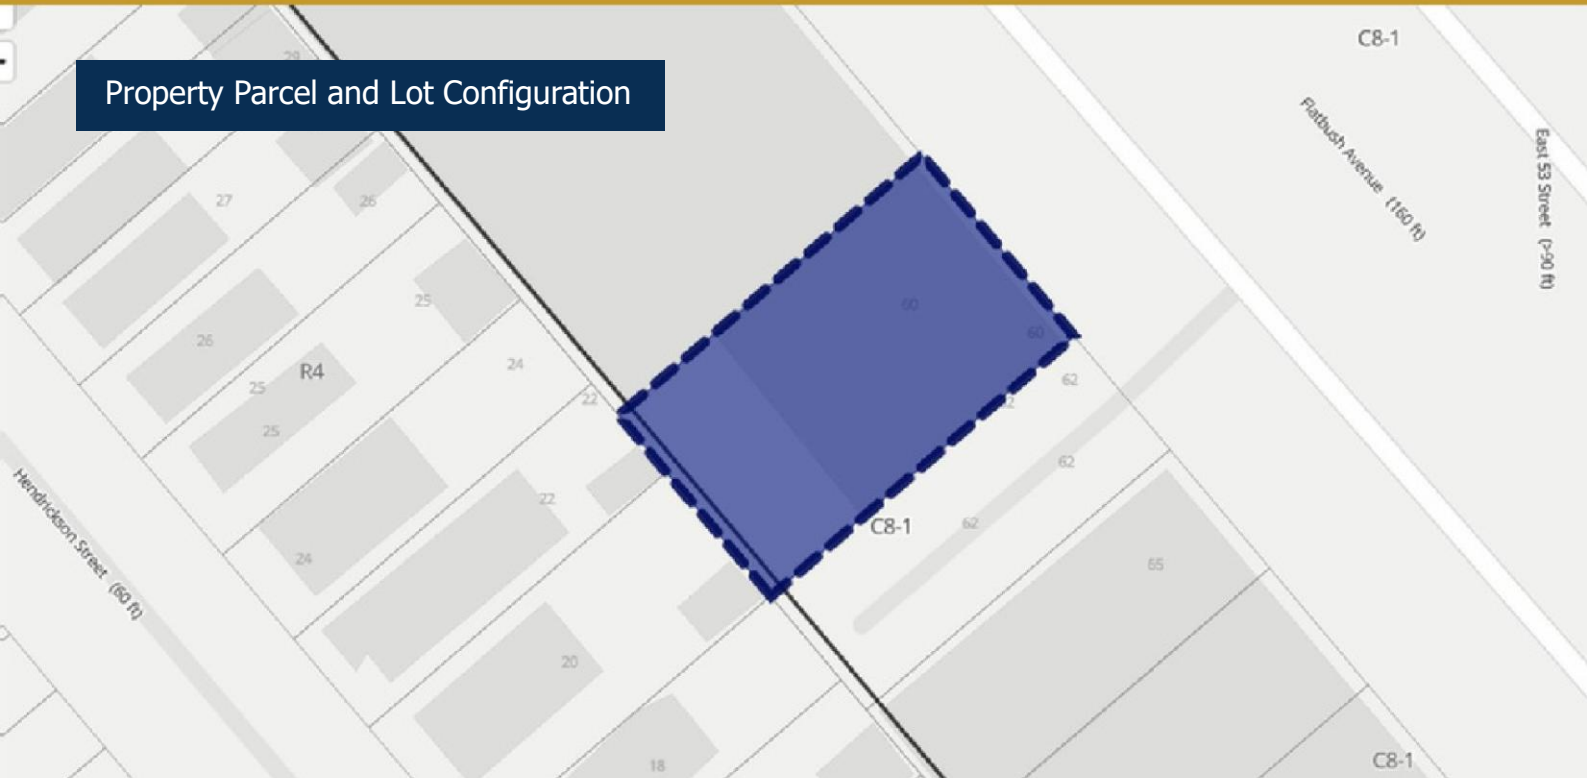 C8-1
29
Property Parcel and Lot Configuration
Flatbush Avenue (160 ft)
East 53 Street (>90 ft)
27
26
25
60
26
60
24
R4
62
25
22
25
62
Hendrickson Street (60 ft)
22
62
C8-1
24
65
20
18
C8-1